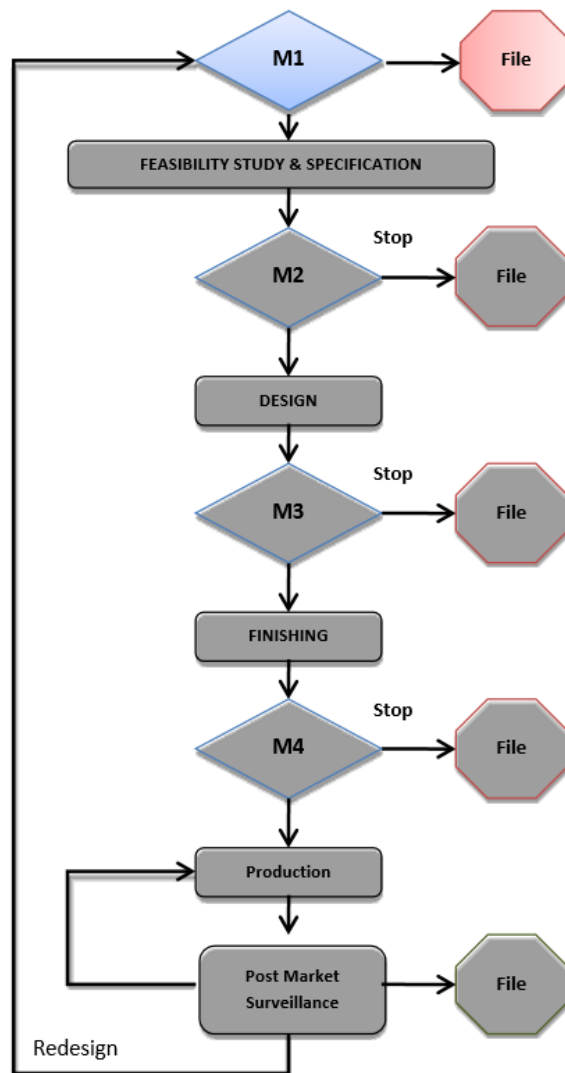 M1
File
FEASIBILITY STUDY & SPECIFICATION
Stop
M2
File
DESIGN
Stop
M3
File
FINISHING
Stop
M4
File
Production
Post Market
Surveillance
File
Redesign